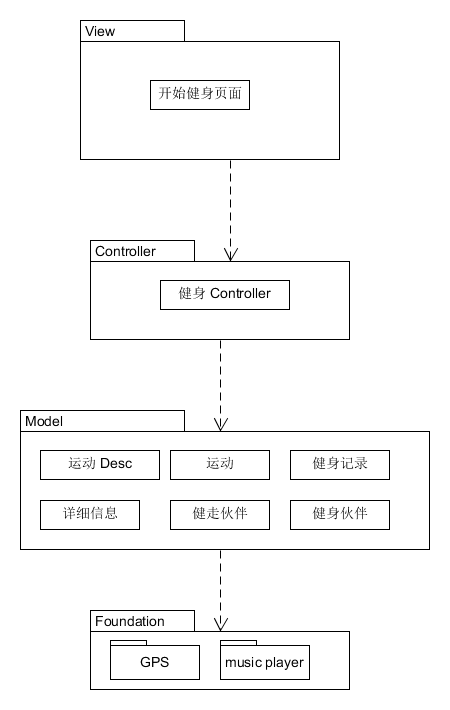 View
开始健身页面
Controller
健身 Controller
Model
运动 Desc
运动
健身记录
详细信息
健走伙伴
健身伙伴
Foundation
GPS
music player